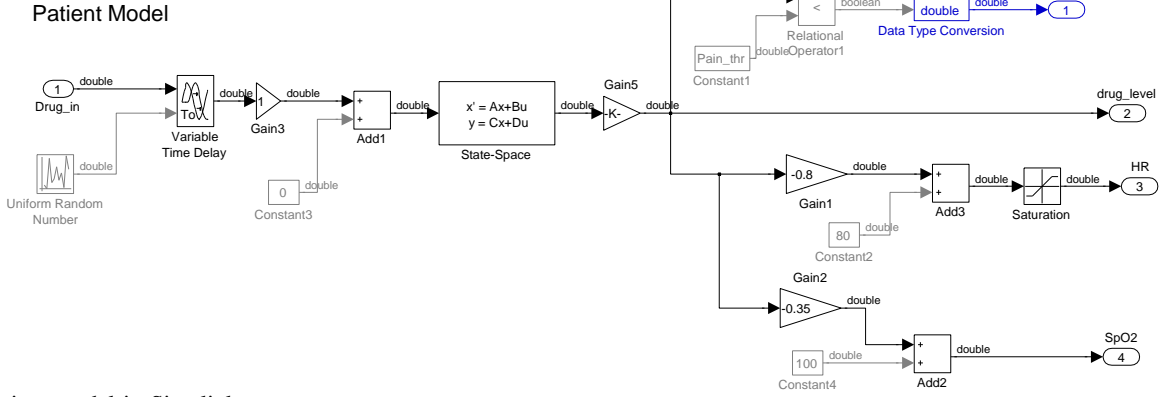 Patient Model
boolean
<
double
double
1
Relational
Operator1
Data Type Conversion
Pain_thr
double
Constant1
1
double
Drug_in
To
Variable
Time Delay
double
1
Gain3
double
+
+
Add1
double
x' = Ax+Bu
y = Cx+Du
State-Space
double
Gain5
-K-
double
drug_level
2
double
Uniform Random
Number
0
double
Constant3
-0.8
Gain1
double
+
+
Add3
double
Saturation
double
HR
3
80
double
Constant2
Gain2
-0.35
double
100
double
Constant4
+
+
Add2
double
SpO2
4